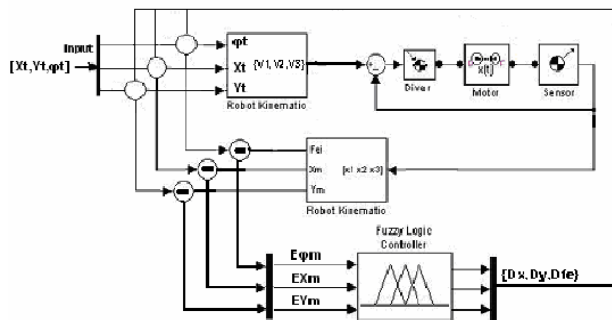 Input
[Xt,Yt,φt]
φt
Xt
Yt
{V1, V2, V3}
Robot Kinematic
Diver
x(t)
Motor
Sensor
Fei
Xm
Ym
[x1 x2 x3]
Robot Kinematic
Fuzzy Logic
Controller
Eφm
EXm
EYm
{Dx, Dy, Dfe}